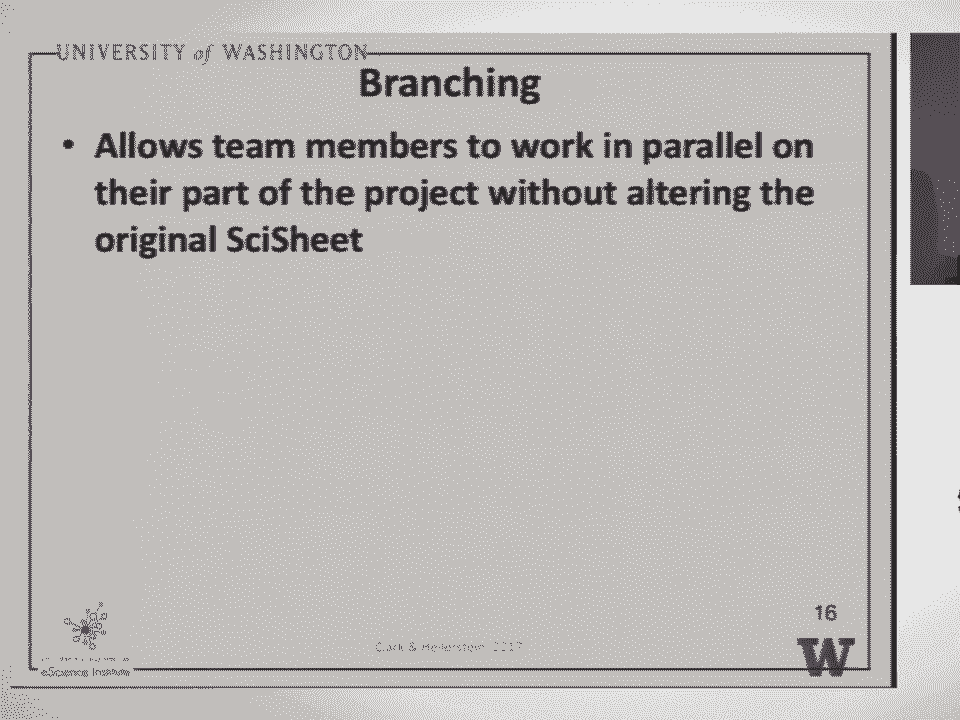 UNIVERSITY of WASHINGTON
Branching
• Allows team members to work in parallel on
their part of the project without altering the
original SciSheet
16
Clark & Hellerstein 2017
eScience Institute
W